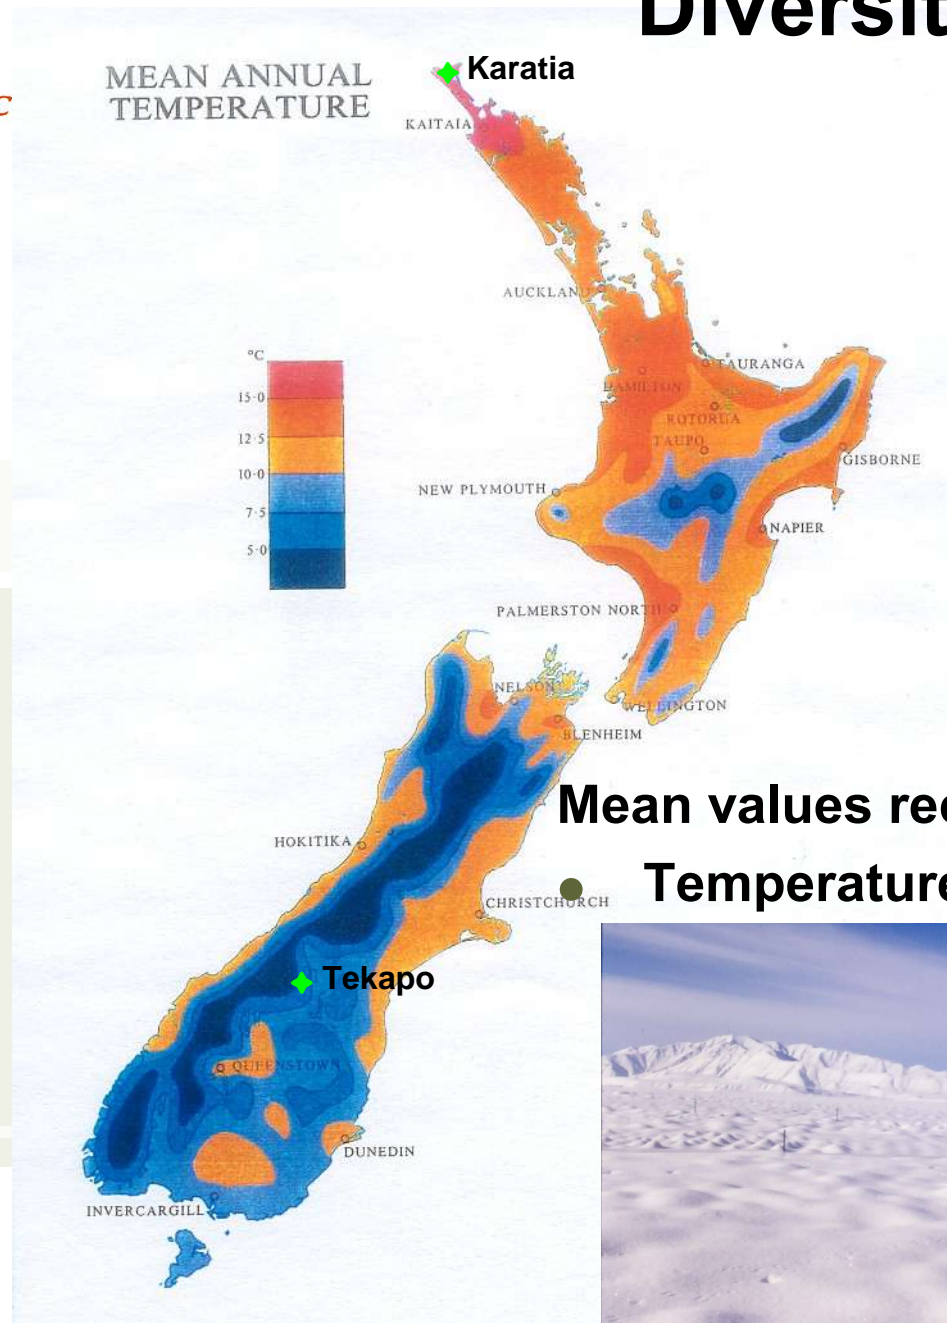 Diversit
MEAN ANNUAL
TEMPERATURE
c
Karatia
KAITAIA
AUCKLAND
°C
15·0
12·5
10·0
7·5
5·0
TAURANGA
HAMILTON
ROTORUA
TAUPO
GISBORNE
NEW PLYMOUTH
NAPIER
PALMERSTON NORTH
NELSON
WELLINGTON
BLENHEIM
Mean values rec
HOKITIKA
• Temperature
CHRISTCHURCH
Tekapo
QUEENSTOWN
DUNEDIN
INVERCARGILL